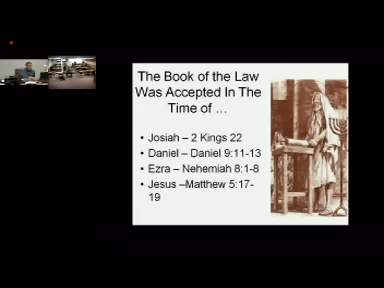 The Book of the Law
Was Accepted In The
Time of …
• Josiah – 2 Kings 22
• Daniel – Daniel 9:11-13
• Ezra – Nehemiah 8:1-8
• Jesus –Matthew 5:17-
19